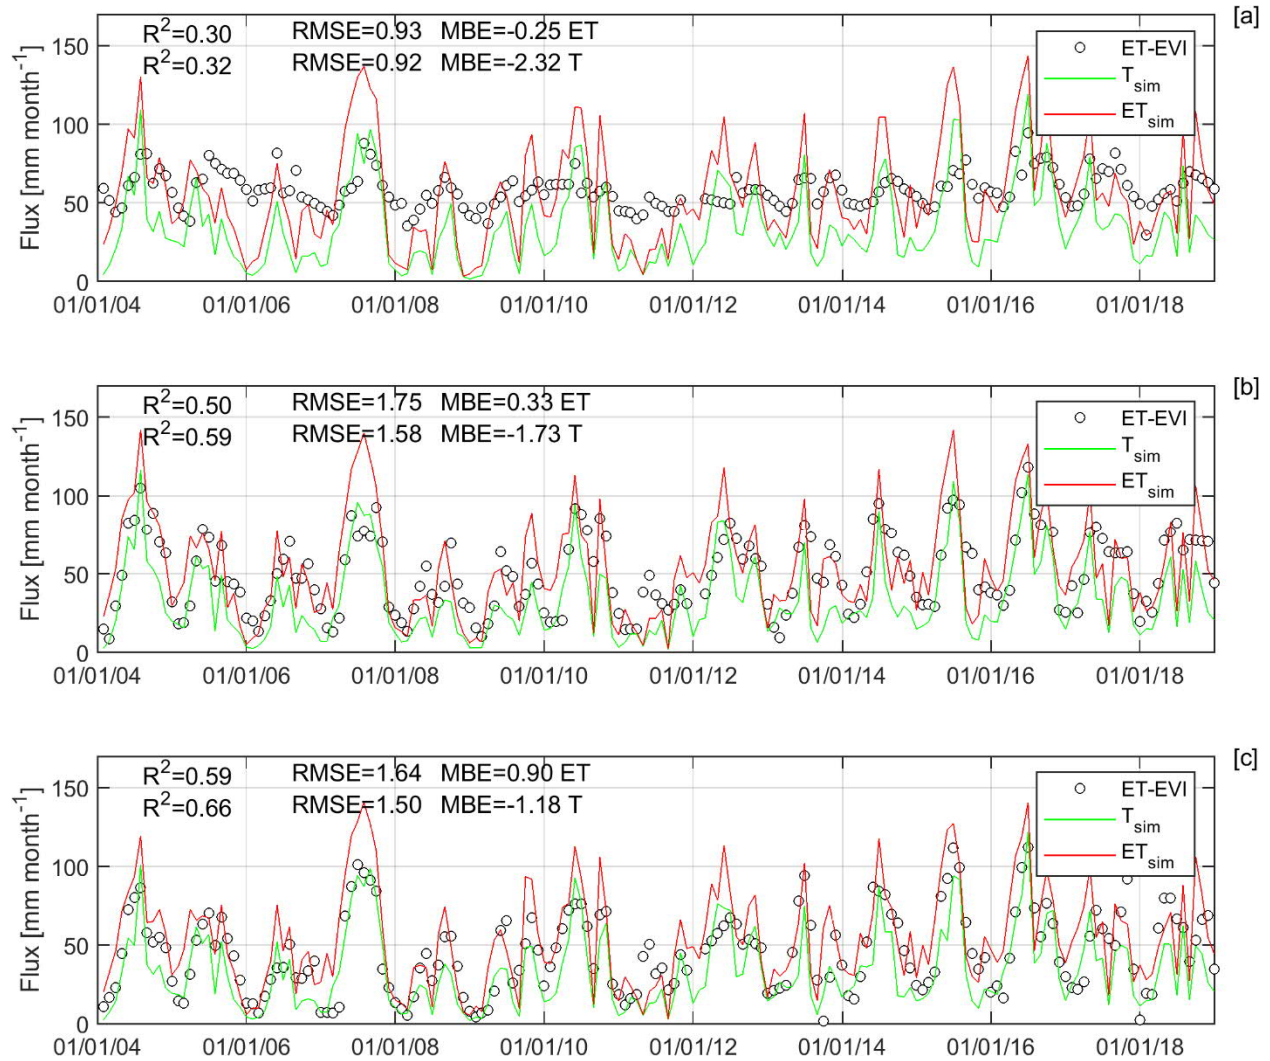 [a]
R²=0.30 RMSE=0.93 MBE=-0.25 ET
R²=0.32 RMSE=0.92 MBE=-2.32 T
ET-EVI
Tsim
ETsim
Flux [mm month⁻¹]
150
100
50
0
01/01/04 01/01/06 01/01/08 01/01/10 01/01/12 01/01/14 01/01/16 01/01/18
[b]
R²=0.50 RMSE=1.75 MBE=0.33 ET
R²=0.59 RMSE=1.58 MBE=-1.73 T
ET-EVI
Tsim
ETsim
Flux [mm month⁻¹]
150
100
50
0
01/01/04 01/01/06 01/01/08 01/01/10 01/01/12 01/01/14 01/01/16 01/01/18
[c]
R²=0.59 RMSE=1.64 MBE=0.90 ET
R²=0.66 RMSE=1.50 MBE=-1.18 T
ET-EVI
Tsim
ETsim
Flux [mm month⁻¹]
150
100
50
0
01/01/04 01/01/06 01/01/08 01/01/10 01/01/12 01/01/14 01/01/16 01/01/18